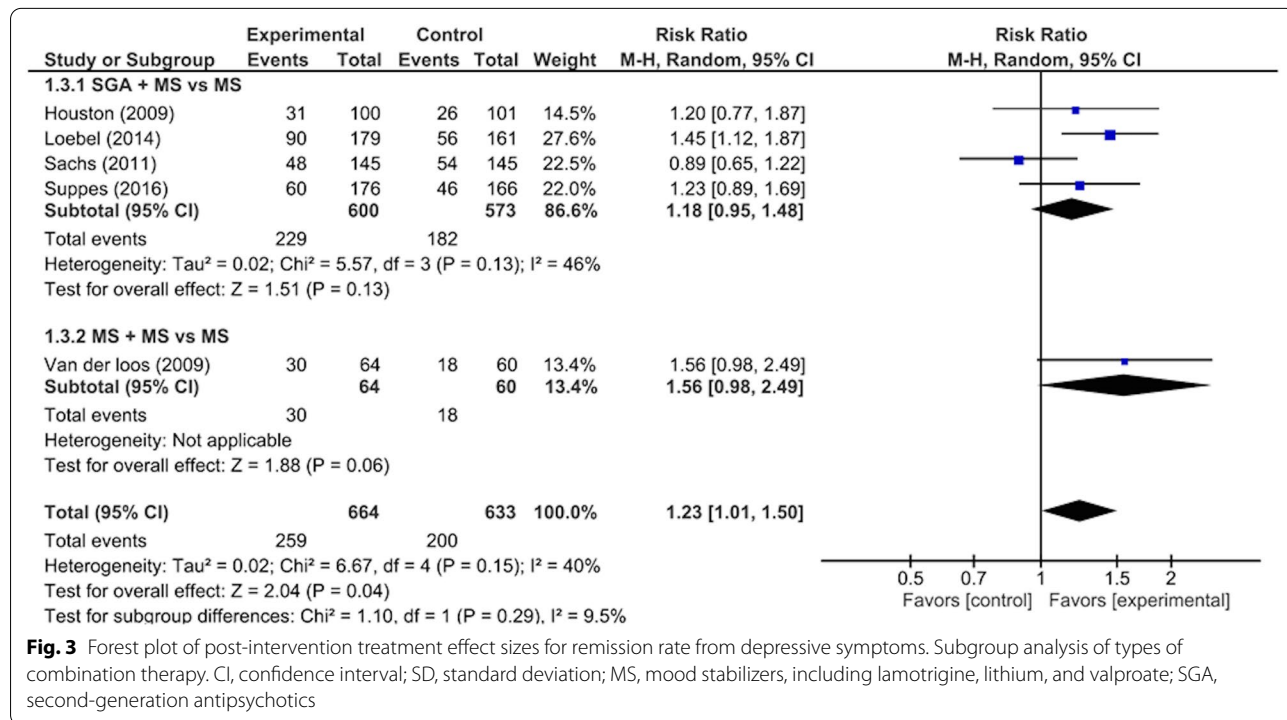 Experimental Control Risk Ratio Risk Ratio
Study or Subgroup Events Total Events Total Weight M-H, Random, 95% CI M-H, Random, 95% CI
1.3.1 SGA + MS vs MS
Houston (2009) 31 100 26 101 14.5% 1.20 [0.77, 1.87]
Loebel (2014) 90 179 56 161 27.6% 1.45 [1.12, 1.87]
Sachs (2011) 48 145 54 145 22.5% 0.89 [0.65, 1.22]
Suppes (2016) 60 176 46 166 22.0% 1.23 [0.89, 1.69]
Subtotal (95% CI) 600 573 86.6% 1.18 [0.95, 1.48]
Total events 229 182
Heterogeneity: Tau² = 0.02; Chi² = 5.57, df = 3 (P = 0.13); I² = 46%
Test for overall effect: Z = 1.51 (P = 0.13)
1.3.2 MS + MS vs MS
Van der loos (2009) 30 64 18 60 13.4% 1.56 [0.98, 2.49]
Subtotal (95% CI) 64 60 13.4% 1.56 [0.98, 2.49]
Total events 30 18
Heterogeneity: Not applicable
Test for overall effect: Z = 1.88 (P = 0.06)
Total (95% CI) 664 633 100.0% 1.23 [1.01, 1.50]
Total events 259 200
Heterogeneity: Tau² = 0.02; Chi² = 6.67, df = 4 (P = 0.15); I² = 40%
Test for overall effect: Z = 2.04 (P = 0.04)
Test for subgroup differences: Chi² = 1.10, df = 1 (P = 0.29), I² = 9.5%
0.5 0.7 1 1.5 2
Favors [control] Favors [experimental]
Fig. 3 Forest plot of post-intervention treatment effect sizes for remission rate from depressive symptoms. Subgroup analysis of types of
combination therapy. CI, confidence interval; SD, standard deviation; MS, mood stabilizers, including lamotrigine, lithium, and valproate; SGA,
second-generation antipsychotics